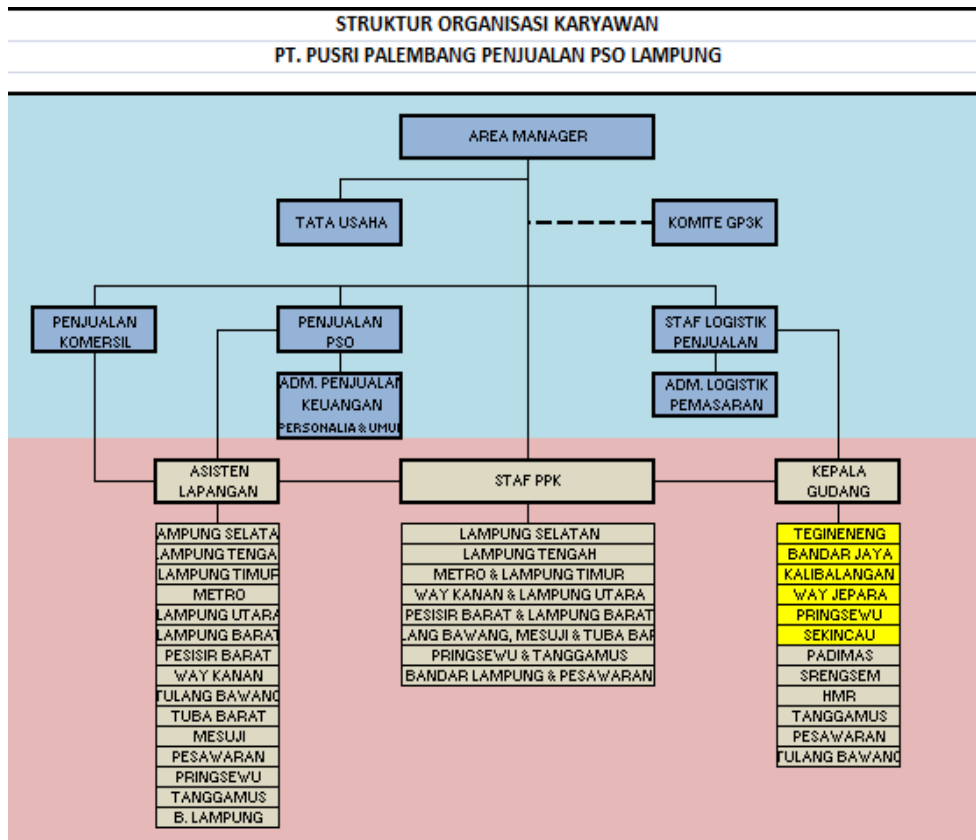 STRUKTUR ORGANISASI KARYAWAN
PT. PUSRI PALEMBANG PENJUALAN PSO LAMPUNG
AREA MANAGER
TATA USAHA
KOMITE GP3K
PENJUALAN
KOMERSIL
PENJUALAN
PSO
STAF LOGISTIK
PENJUALAN
ADM. PENJUALAN
KEUANGAN
PERSONALIA & UMUM
ADM. LOGISTIK
PEMASARAN
ASISTEN
LAPANGAN
STAF PPK
KEPALA
GUDANG
AMPUNG SELATA
LAMPUNG TENGA
LAMPUNG TIMUR
METRO
LAMPUNG UTARA
LAMPUNG BARAT
PESISIR BARAT
WAY KANAN
TULANG BAWANG
TUBA BARAT
MESUJI
PESAWARAN
PRINGSEWU
TANGGAMUS
B. LAMPUNG
LAMPUNG SELATAN
LAMPUNG TENGAH
METRO & LAMPUNG TIMUR
WAY KANAN & LAMPUNG UTARA
PESISIR BARAT & LAMPUNG BARAT
LANG BAWANG, MESUJI & TUBA BAR
PRINGSEWU & TANGGAMUS
BANDAR LAMPUNG & PESAWARAN
TEGINENENG
BANDAR JAYA
KALIBALANGAN
WAY JEPARA
PRINGSEWU
SEKINCAU
PADIMAS
SRENGSEM
HMR
TANGGAMUS
PESAWARAN
TULANG BAWANG